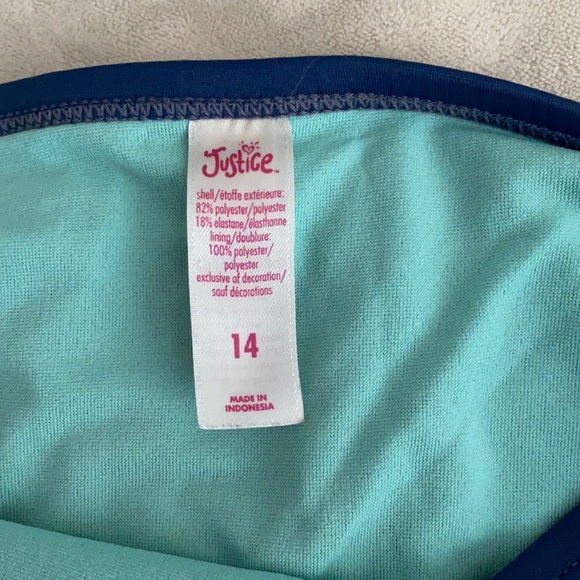 Justice™
shell/étoffe extérieure:
82% polyester/polyester
18% elastane/élasthanne
lining/doublure:
100% polyester/
polyester
exclusive of decoration/
sauf décorations
14
MADE IN
INDONESIA